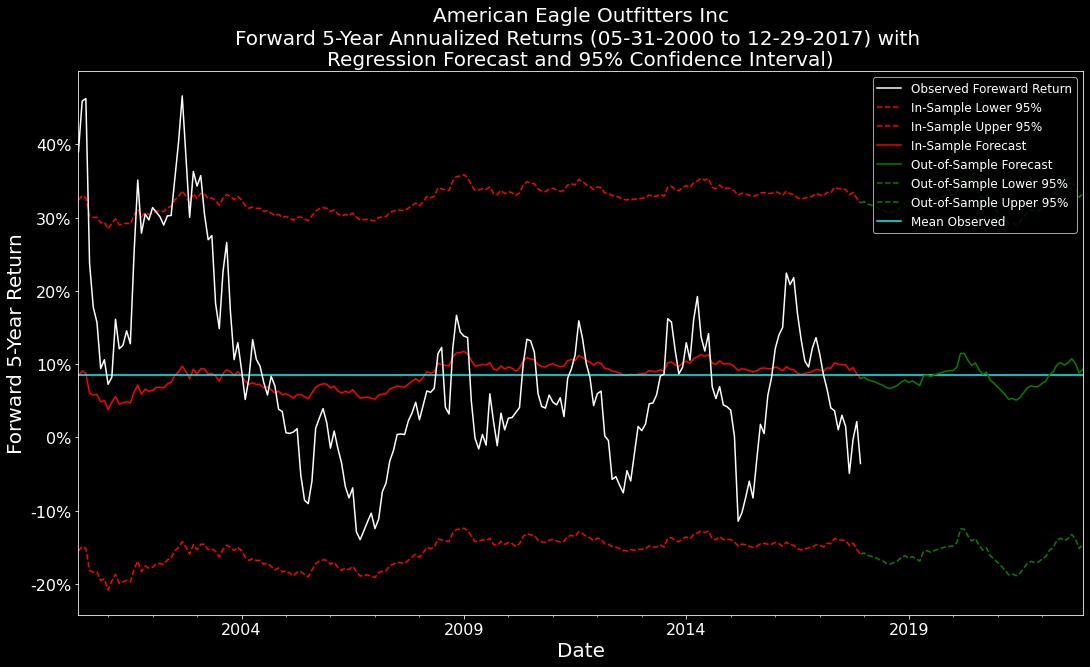 American Eagle Outfitters Inc
Forward 5-Year Annualized Returns (05-31-2000 to 12-29-2017) with
Regression Forecast and 95% Confidence Interval)
Observed Foreward Return
In-Sample Lower 95%
In-Sample Upper 95%
In-Sample Forecast
Out-of-Sample Forecast
Out-of-Sample Lower 95%
Out-of-Sample Upper 95%
Mean Observed
Forward 5-Year Return
40%
30%
20%
10%
0%
-10%
-20%
2004
2009
2014
2019
Date